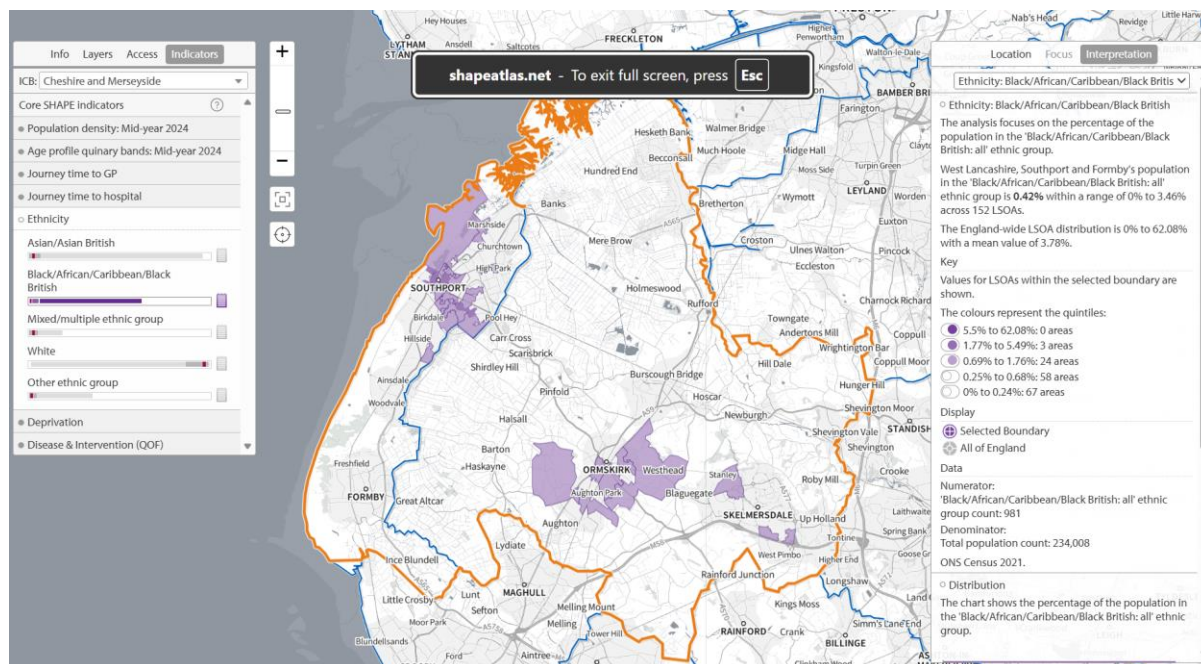 shapeatlas.net - To exit full screen, press Esc
Info Layers Access Indicators
ICB: Cheshire and Merseyside
Core SHAPE indicators
?
Population density: Mid-year 2024
Age profile quinary bands: Mid-year 2024
Journey time to GP
Journey time to hospital
Ethnicity
Asian/Asian British
Black/African/Caribbean/Black
British
Mixed/multiple ethnic group
White
Other ethnic group
Deprivation
Disease & Intervention (QOF)
+
−
Hey Houses
LYTHAM
Ansdell
Saltcotes
FRECKLETON
Higher
Penwortham
Nab's Head
Revidge
Walton-le-Dale
Kingsfold
BAMBER
Farington
Hesketh Bank
Walmer Bridge
Becconsall
Much Hoole
Midge Hall
Moss Side
Hundred End
LEYLAND
Banks
Bretherton
Wymott
A565
Marshside
Churchtown
Mere Brow
Croston
Ulnes Walton
Eccleston
High Park
SOUTHPORT
Holmeswood
Rufford
Birkdale
Pool Hey
Towngate
Andertons Mill
Hillside
Carr Cross
Scarisbrick
Wrightington Bar
Coppull Moor
Shirdley Hill
Burscough Bridge
Hill Dale
Ainsdale
Pinfold
Hunger Hill
Woodvale
Hoscar
A59
Halsall
Newburgh
Shevington Moor
Shevington Vale
Barton
Shevington
Freshfield
Haskayne
ORMSKIRK
Westhead
Stanley
Roby Mill
FORMBY
Great Altcar
Aughton Park
Blaguegate
A577
SKELMERSDALE
Up Holland
Aughton
Tontine
Lydiate
M58
West Pimbo
Higher End
Ince Blundell
A565
Rainford Junction
Longshaw
Little Crosby
Lunt
MAGHULL
Sefton
Melling Mount
Kings Moss
Moor Park
A5758
Melling
Tower Hill
RAINFORD
Crank
BILLINGE
Blundellsands
Ford
Aintree
Location Focus Interpretation
Ethnicity: Black/African/Caribbean/Black Britis
Ethnicity: Black/African/Caribbean/Black British
The analysis focuses on the percentage of the
population in the 'Black/African/Caribbean/Black
British: all' ethnic group.
West Lancashire, Southport and Formby's population
in the 'Black/African/Caribbean/Black British: all'
ethnic group is 0.42% within a range of 0% to 3.46%
across 152 LSOAs.
The England-wide LSOA distribution is 0% to 62.08%
with a mean value of 3.78%.
Key
Values for LSOAs within the selected boundary are
shown.
The colours represent the quintiles:
5.5% to 62.08%: 0 areas
1.77% to 5.49%: 3 areas
0.69% to 1.76%: 24 areas
0.25% to 0.68%: 58 areas
0% to 0.24%: 67 areas
Display
Selected Boundary
All of England
Data
Numerator:
'Black/African/Caribbean/Black British: all' ethnic
group count: 981
Denominator:
Total population count: 234,008
ONS Census 2021.
Distribution
The chart shows the percentage of the population in
the 'Black/African/Caribbean/Black British: all' ethnic
group.